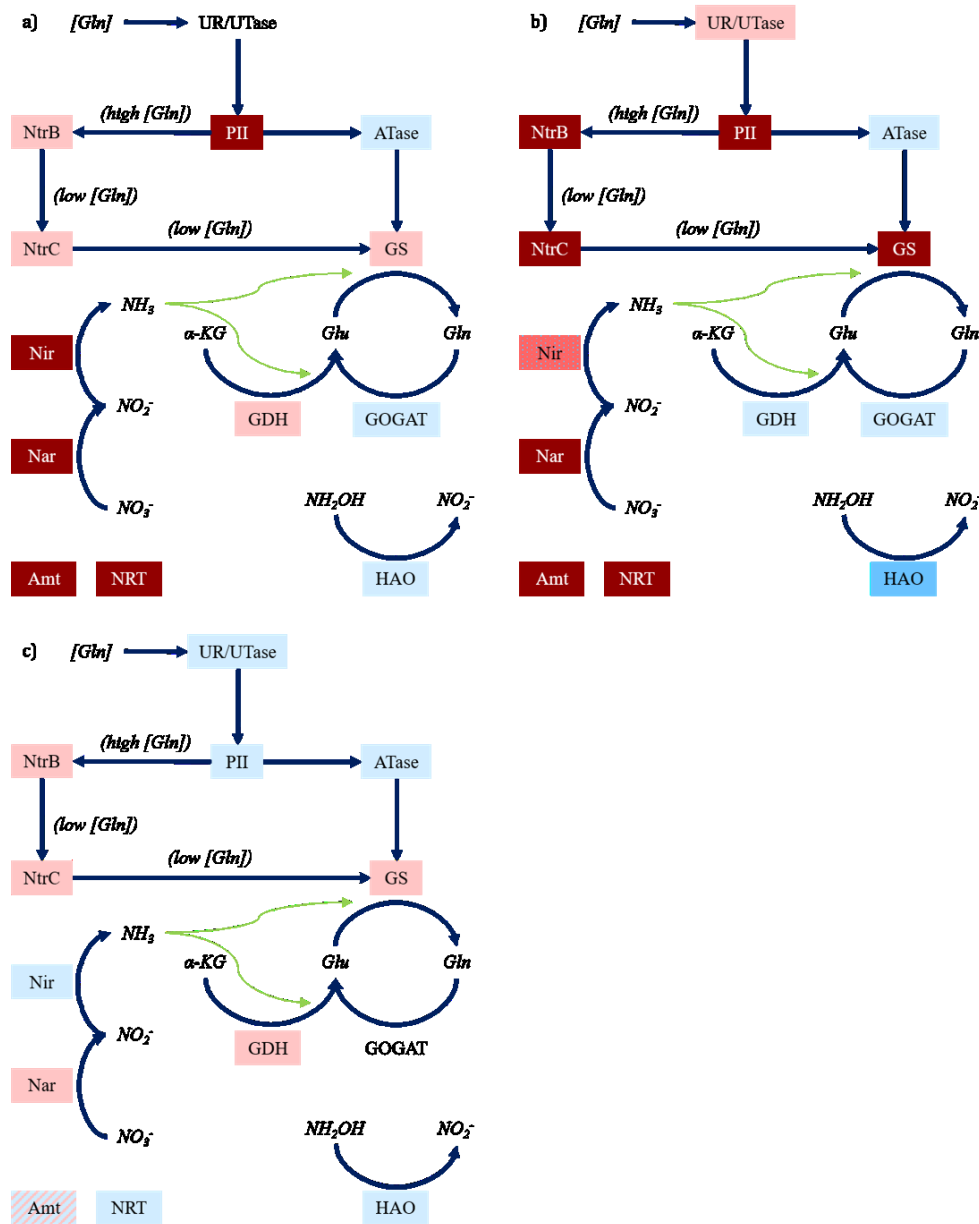 a) [Gln] UR/UTase
(high [Gln])
NtrB PII ATase
(low [Gln])
(low [Gln])
NtrC GS
NH₃
α-KG Glu Gln
Nir
NO₂⁻
GDH GOGAT
Nar
NO₃⁻
NH₂OH NO₂⁻
Amt NRT HAO
b) [Gln] UR/UTase
(high [Gln])
NtrB PII ATase
(low [Gln])
(low [Gln])
NtrC GS
NH₃
α-KG Glu Gln
Nir
NO₂⁻
GDH GOGAT
Nar
NO₃⁻
NH₂OH NO₂⁻
Amt NRT HAO
c) [Gln] UR/UTase
(high [Gln])
NtrB PII ATase
(low [Gln])
(low [Gln])
NtrC GS
NH₃
α-KG Glu Gln
Nir
NO₂⁻
GDH GOGAT
Nar
NO₃⁻
NH₂OH NO₂⁻
Amt NRT HAO